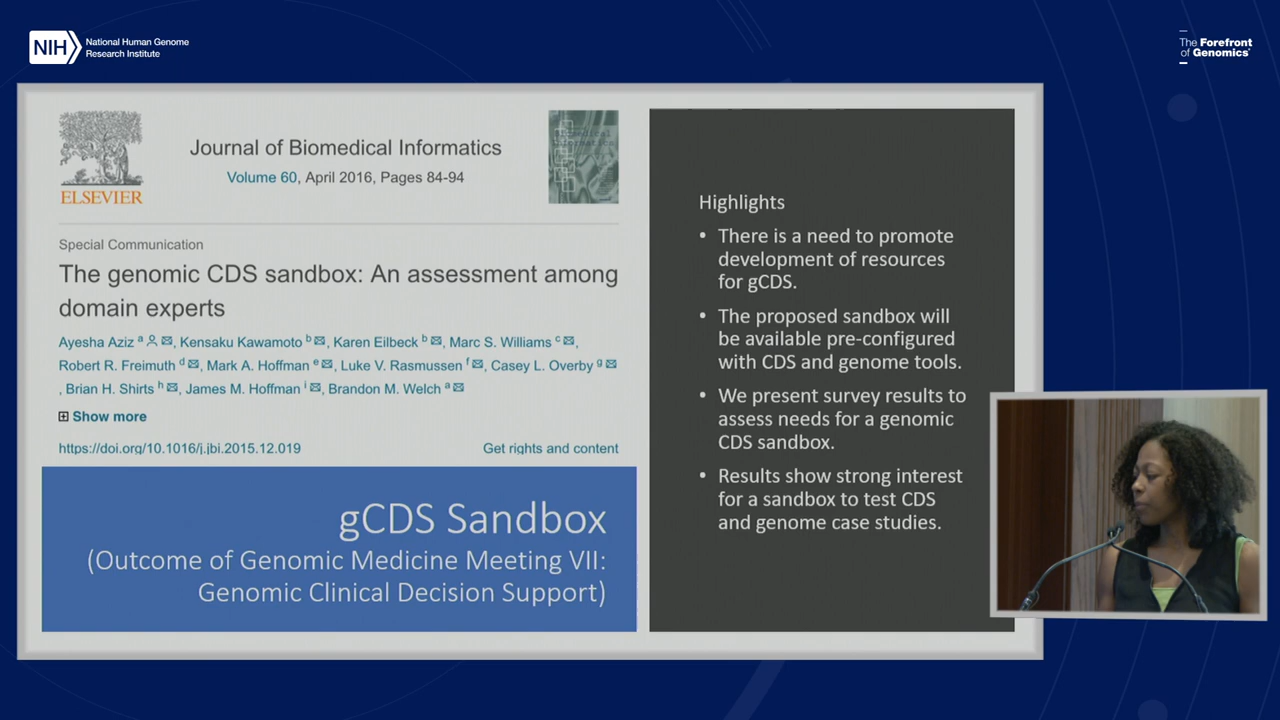 NIH
National Human Genome
Research Institute
The Forefront
of Genomics
ELSEVIER
Journal of Biomedical Informatics
Volume 60, April 2016, Pages 84-94
Special Communication
The genomic CDS sandbox: An assessment among
domain experts
Ayesha Aziz a, Kensaku Kawamoto b, Karen Eilbeck b, Marc S. Williams c,
Robert R. Freimuth d, Mark A. Hoffman e, Luke V. Rasmussen f, Casey L. Overby g
, Brian H. Shirts h, James M. Hoffman i, Brandon M. Welch a
Show more
https://doi.org/10.1016/j.jbi.2015.12.019
Get rights and content
gCDS Sandbox
(Outcome of Genomic Medicine Meeting VII:
Genomic Clinical Decision Support)
Highlights
• There is a need to promote
development of resources
for gCDS.
• The proposed sandbox will
be available pre-configured
with CDS and genome tools.
• We present survey results to
assess needs for a genomic
CDS sandbox.
• Results show strong interest
for a sandbox to test CDS
and genome case studies.